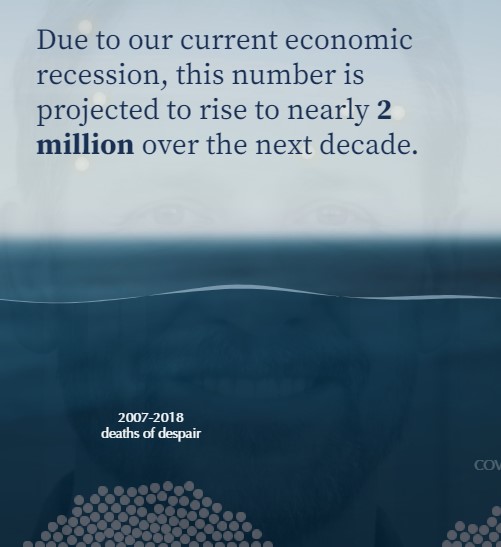 Due to our current economic
recession, this number is
projected to rise to nearly 2
million over the next decade.
2007-2018
deaths of despair
COV